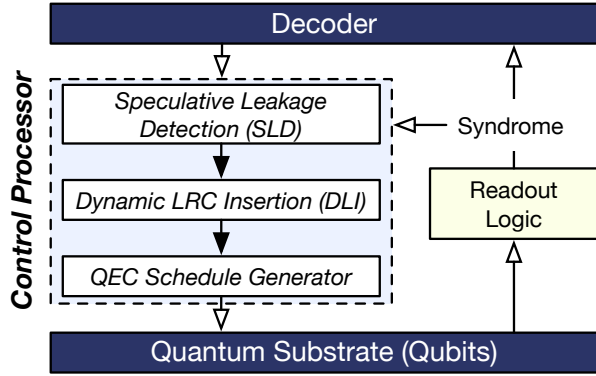 Decoder
Control Processor
Speculative Leakage
Detection (SLD)
Syndrome
Dynamic LRC Insertion (DLI)
Readout
Logic
QEC Schedule Generator
Quantum Substrate (Qubits)